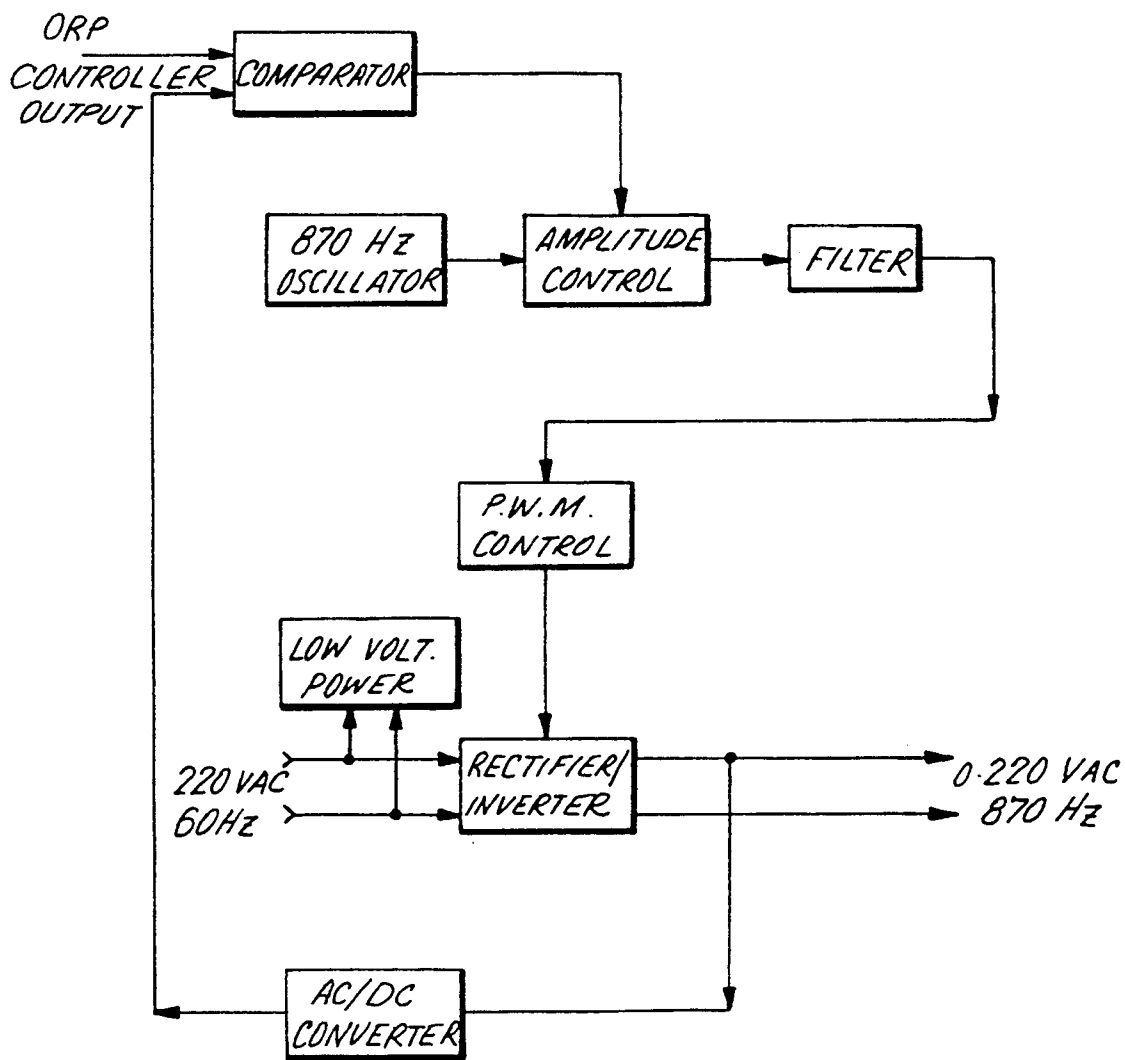 ORP
CONTROLLER
OUTPUT
COMPARATOR
870 HZ
OSCILLATOR
AMPLITUDE
CONTROL
FILTER
P.W.M.
CONTROL
LOW VOLT.
POWER
220 VAC
60HZ
RECTIFIER/
INVERTER
0-220 VAC
870 HZ
AC/DC
CONVERTER